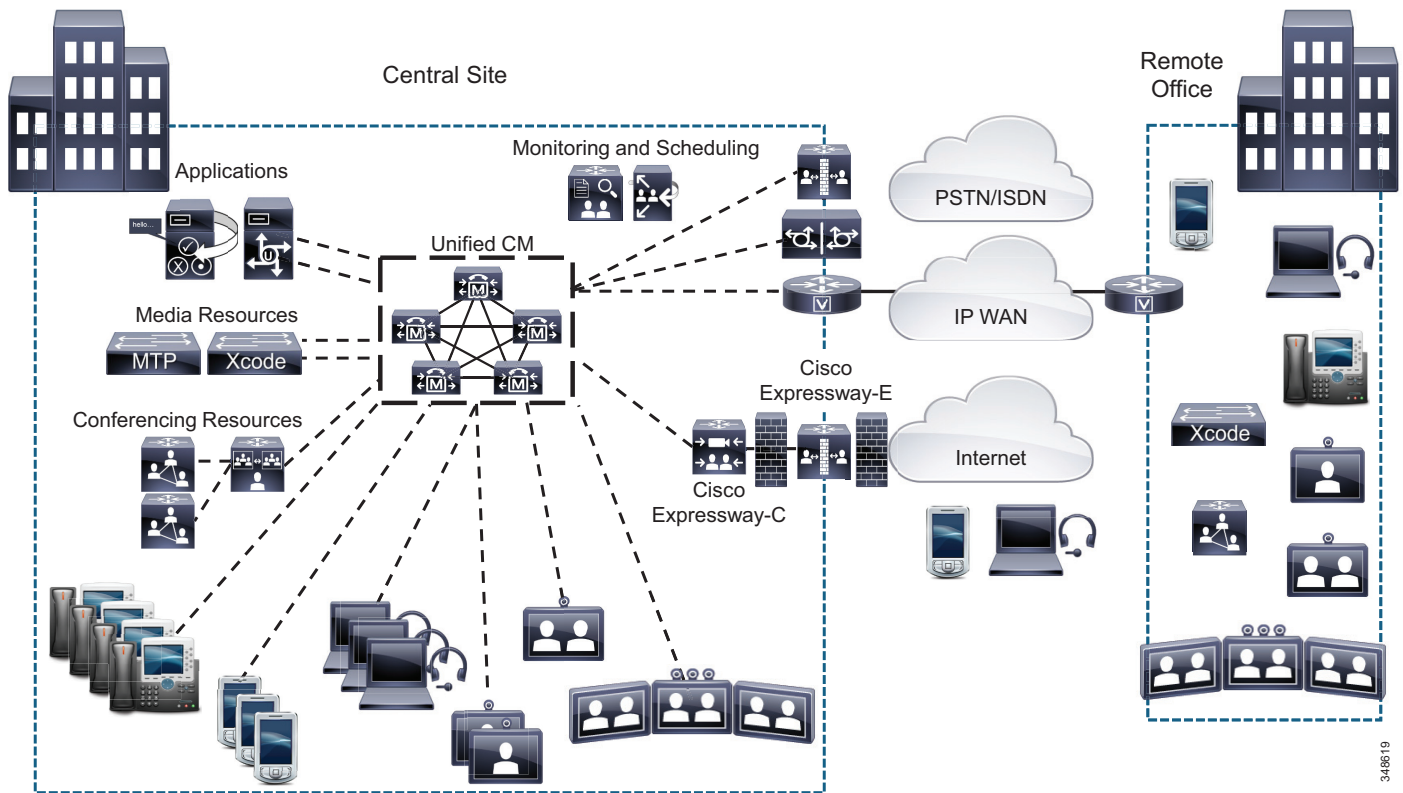 Central Site
Remote
Office
Monitoring and Scheduling
Applications
hello...
U
PSTN/ISDN
Unified CM
M
M
M
M
M
V
IP WAN
V
Media Resources
MTP
Xcode
Cisco
Expressway-E
Conferencing Resources
Internet
Cisco
Expressway-C
Xcode
348619